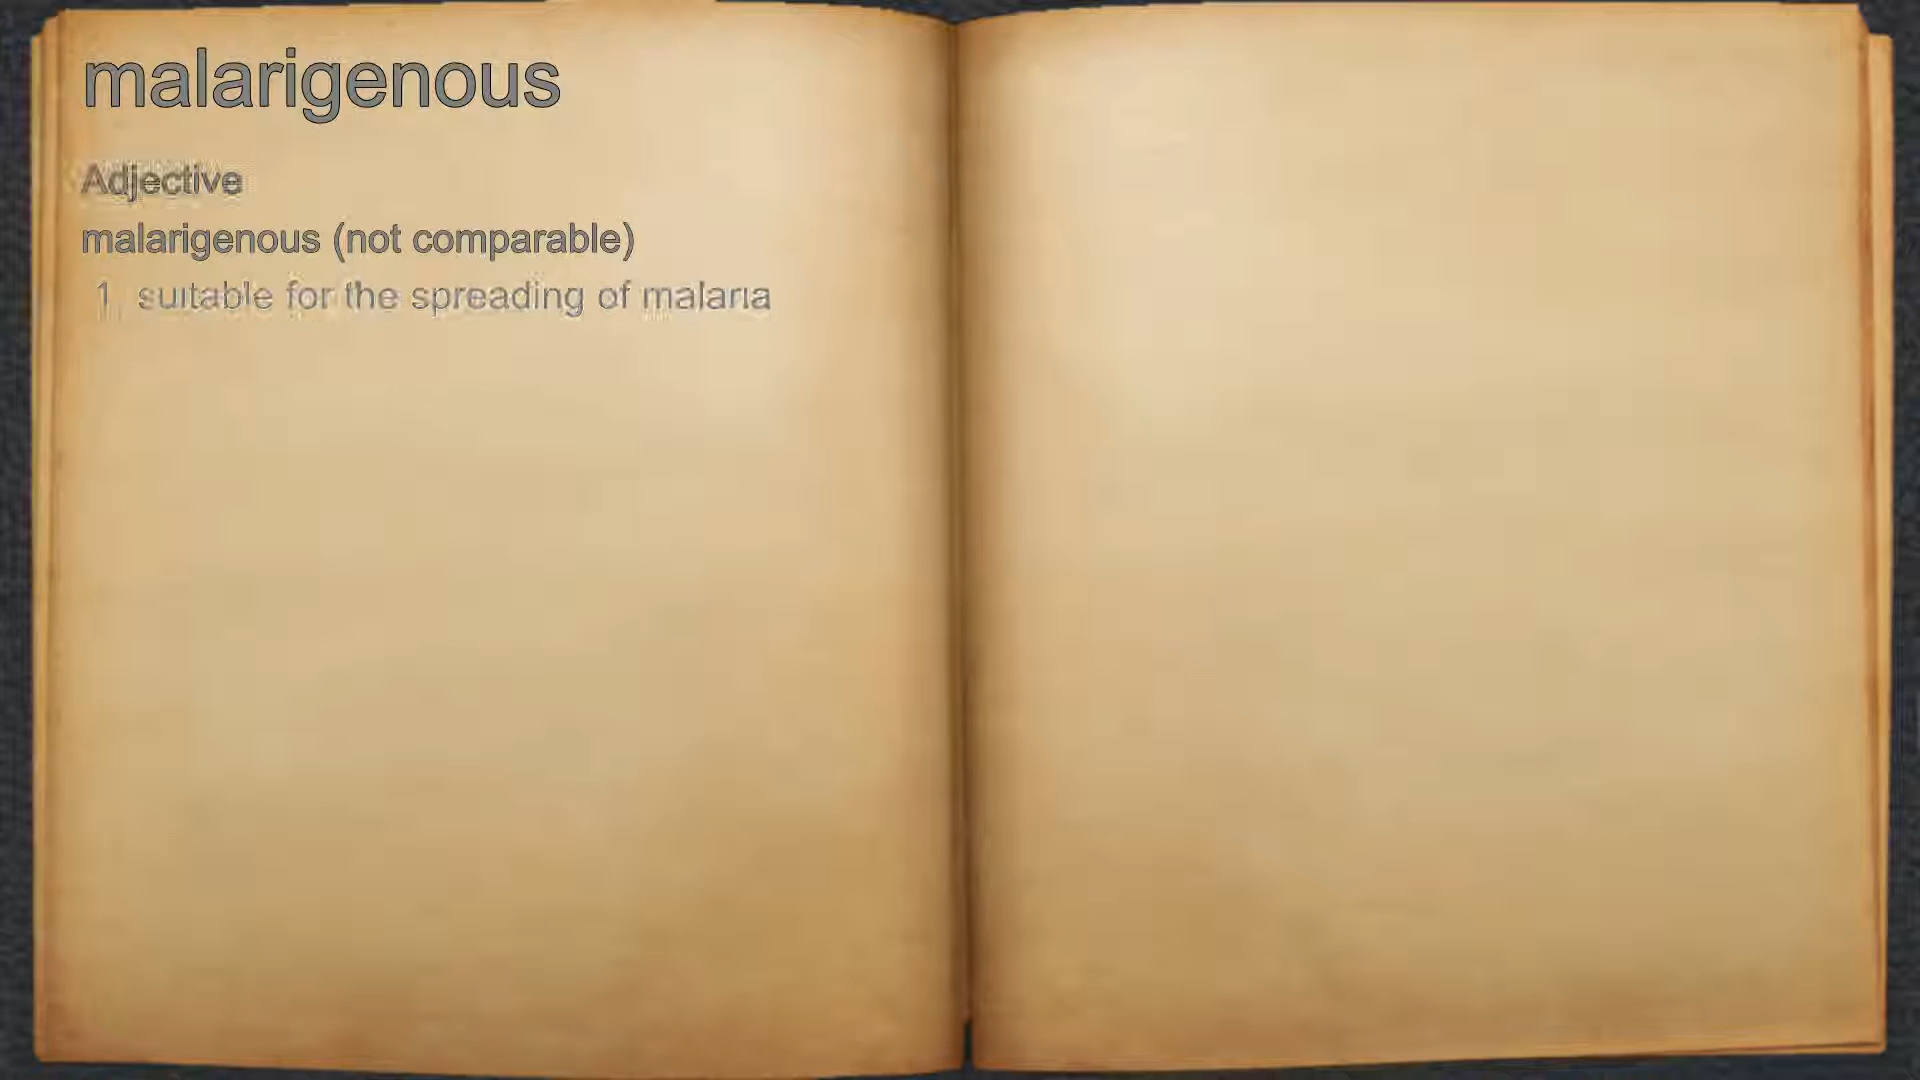 malarigenous
Adjective
malarigenous (not comparable)
1. suitable for the spreading of malaria